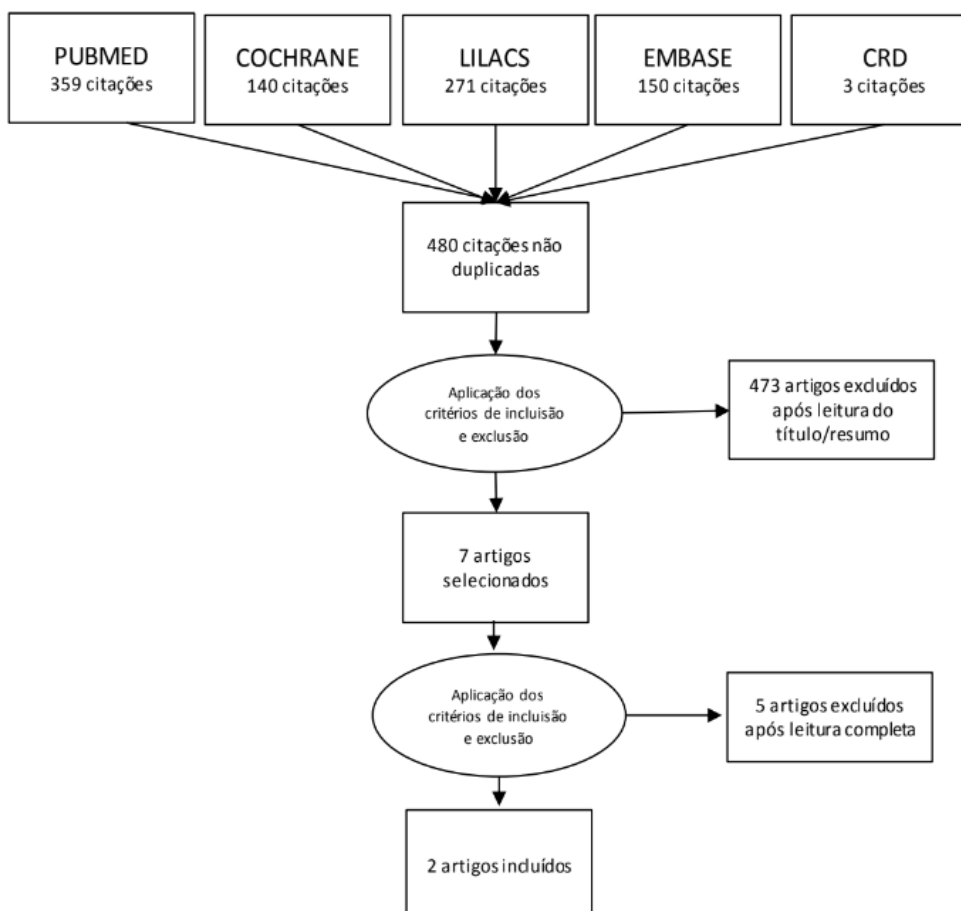 PUBMED
359 citações
COCHRANE
140 citações
LILACS
271 citações
EMBASE
150 citações
CRD
3 citações
480 citações não
duplicadas
Aplicação dos
critérios de incluisão
e exclusão
473 artigos excluídos
após leitura do
título/resumo
7 artigos
selecionados
Aplicação dos
critérios de incluisão
e exclusão
5 artigos excluídos
após leitura completa
2 artigos incluídos